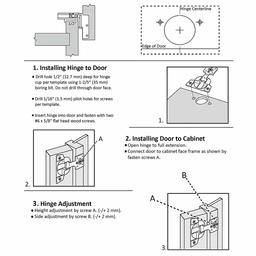 Hinge Centerline
Edge of Door
1. Installing Hinge to Door
• Drill hole 1/2" (12.7 mm) deep for hinge
cup per template using 1-2/5" (35 mm)
boring bit. Do not drill through door face.
• Drill 1/16" (1.5 mm) pilot holes for screws
per template.
• Insert hinge into door and fasten with two
#6 x 5/8" flat head wood screws.
1.
2. Installing Door to Cabinet
• Open hinge to full extension.
• Connect door to cabinet face frame as shown by
fasten screws A.
A
2.
3. Hinge Adjustment
• Height adjustment by screw A. (-/+ 2 mm).
• Side adjustment by screw B. (-/+ 2 mm).
A
B
3.